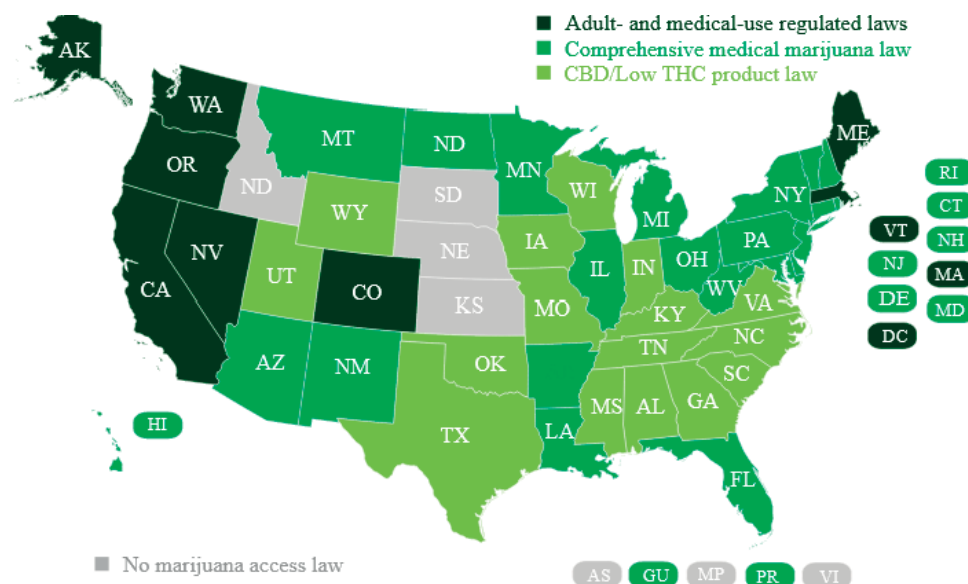 Adult- and medical-use regulated laws
Comprehensive medical marijuana law
CBD/Low THC product law
AK
WA
MT
ND
MN
ME
OR
ND
SD
WI
NY
RI
WY
MI
CT
NV
NE
IA
PA
VT
NH
UT
IL
IN
OH
NJ
MA
CA
CO
KS
MO
WV
VA
DE
MD
KY
NC
DC
AZ
NM
OK
TN
SC
HI
TX
MS
AL
GA
LA
FL
No marijuana access law
AS
GU
MP
PR
VI